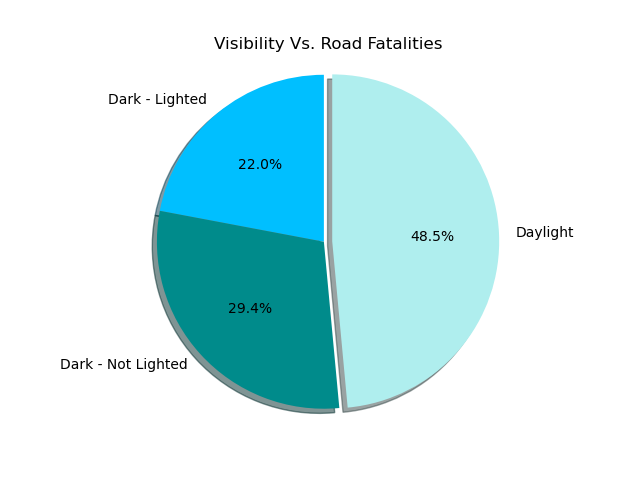 Visibility Vs. Road Fatalities
Dark - Lighted
22.0%
48.5%
Daylight
29.4%
Dark - Not Lighted